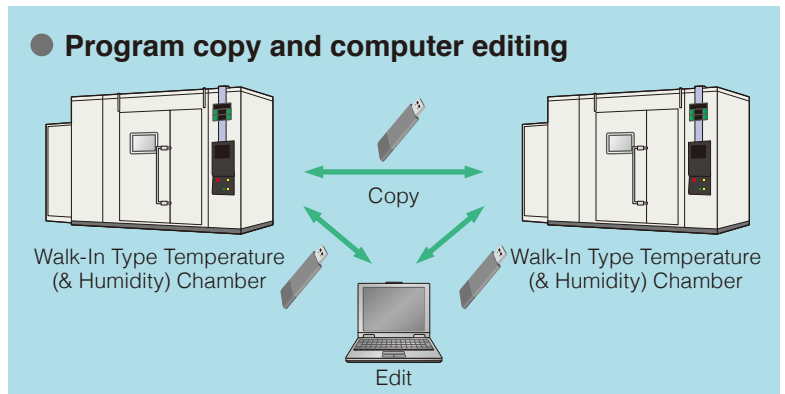 ● Program copy and computer editing
Copy
Walk-In Type Temperature
(& Humidity) Chamber
Walk-In Type Temperature
(& Humidity) Chamber
Edit